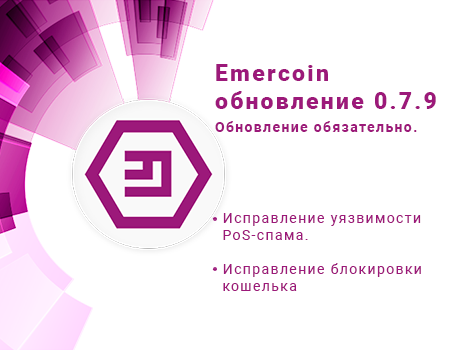 Emercoin
обновление 0.7.9
Обновление обязательно.
• Исправление уязвимости
PoS-спама.
• Исправление блокировки
кошелька